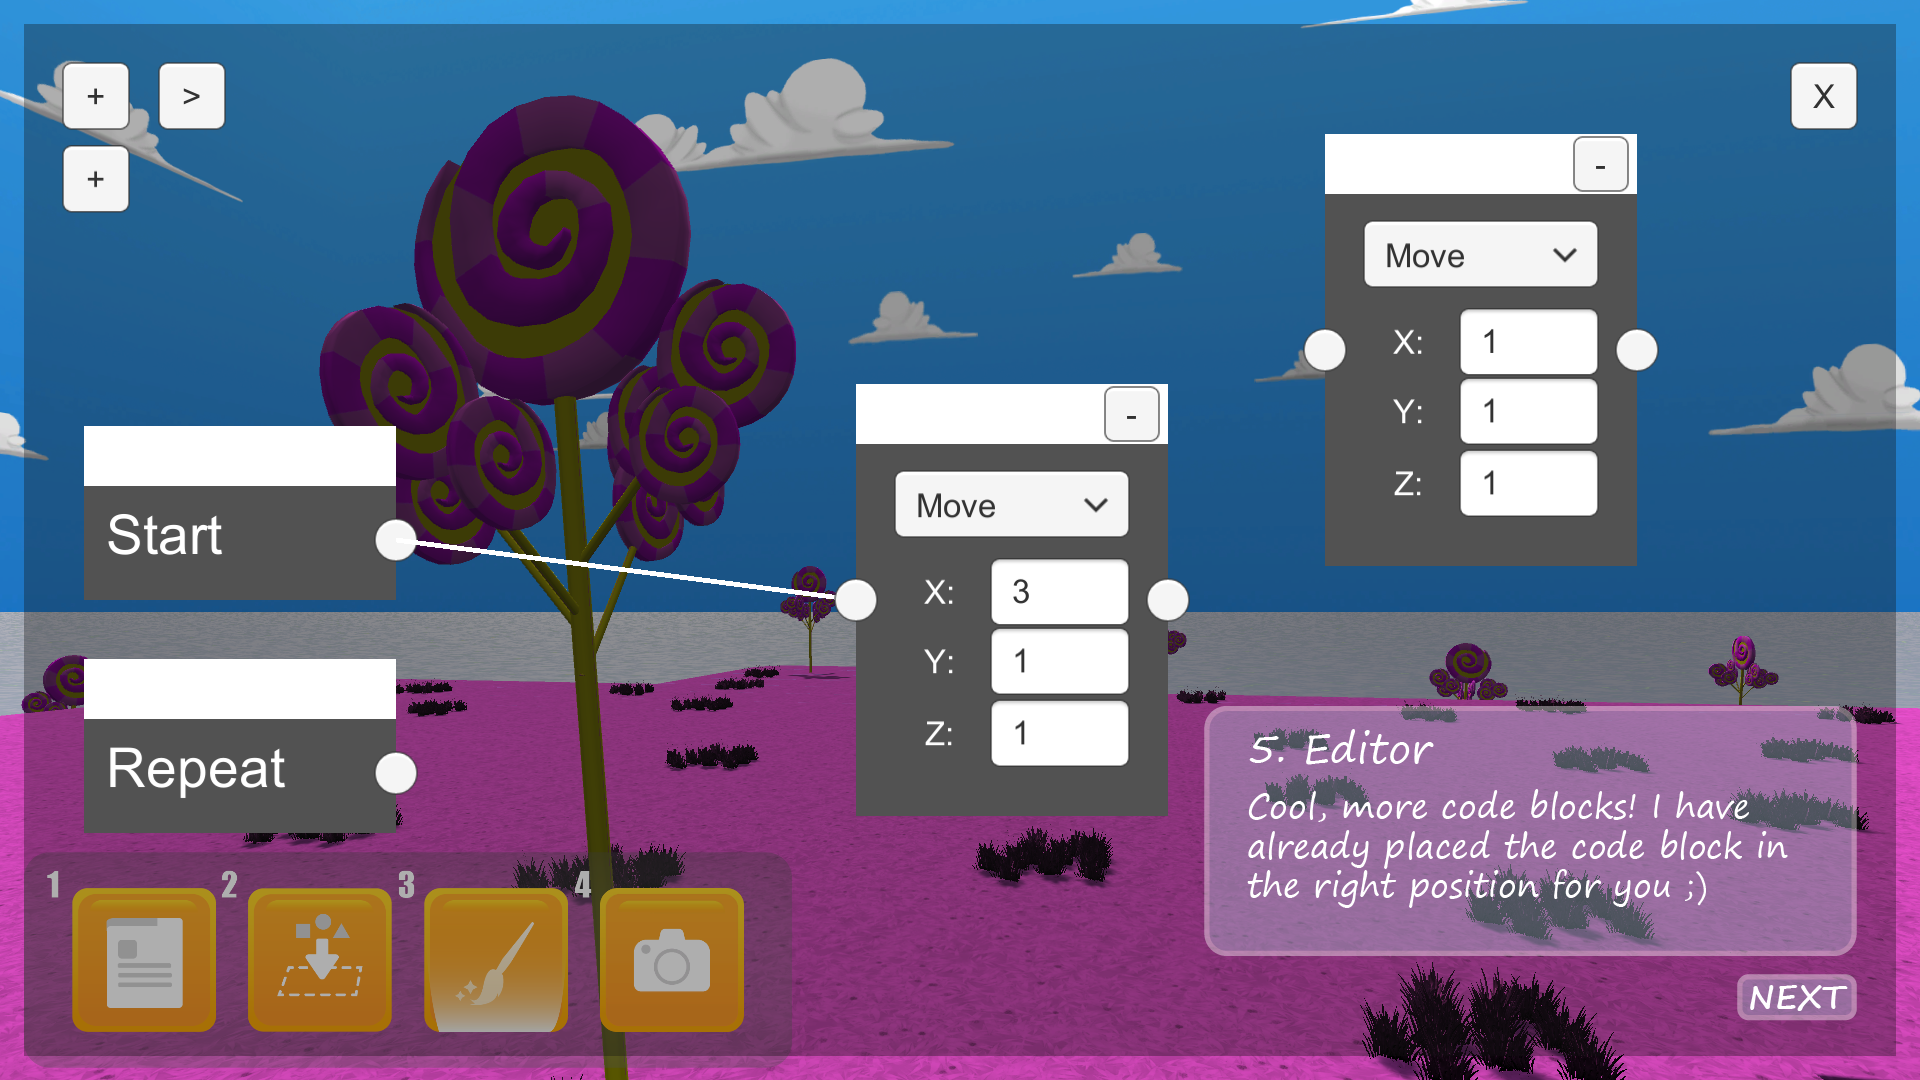 +
>
X
+
-
Move
X:
1
Y:
1
Z:
1
-
Move
X:
3
Y:
1
Z:
1
Start
Repeat
5. Editor
Cool, more code blocks! I have
already placed the code block in
the right position for you ;)
NEXT
1
2
3
4